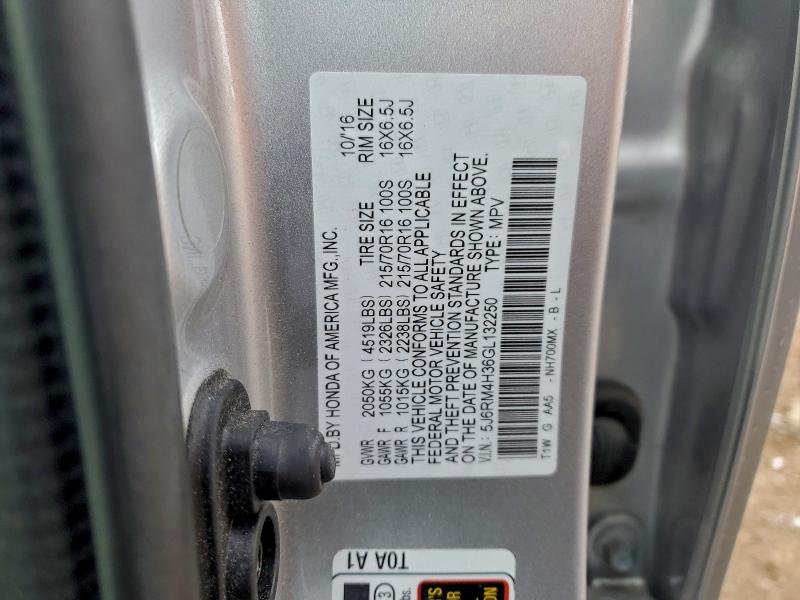 MFD.BY HONDA OF AMERICA MFG.,INC. 10/16
GVWR 2050KG ( 4519LBS) TIRE SIZE RIM SIZE
GAWR F 1055KG ( 2326LBS) 215/70R16 100S 16X6.5J
GAWR R 1015KG ( 2238LBS) 215/70R16 100S 16X6.5J
THIS VEHICLE CONFORMS TO ALL APPLICABLE
FEDERAL MOTOR VEHICLE SAFETY
AND THEFT PREVENTION STANDARDS IN EFFECT
ON THE DATE OF MANUFACTURE SHOWN ABOVE.
V.I.N.: 5J6RM4H36GL132250 TYPE: MPV
T1W G AA5 - NH700MX - B - L
T0A A1
3
lbs.